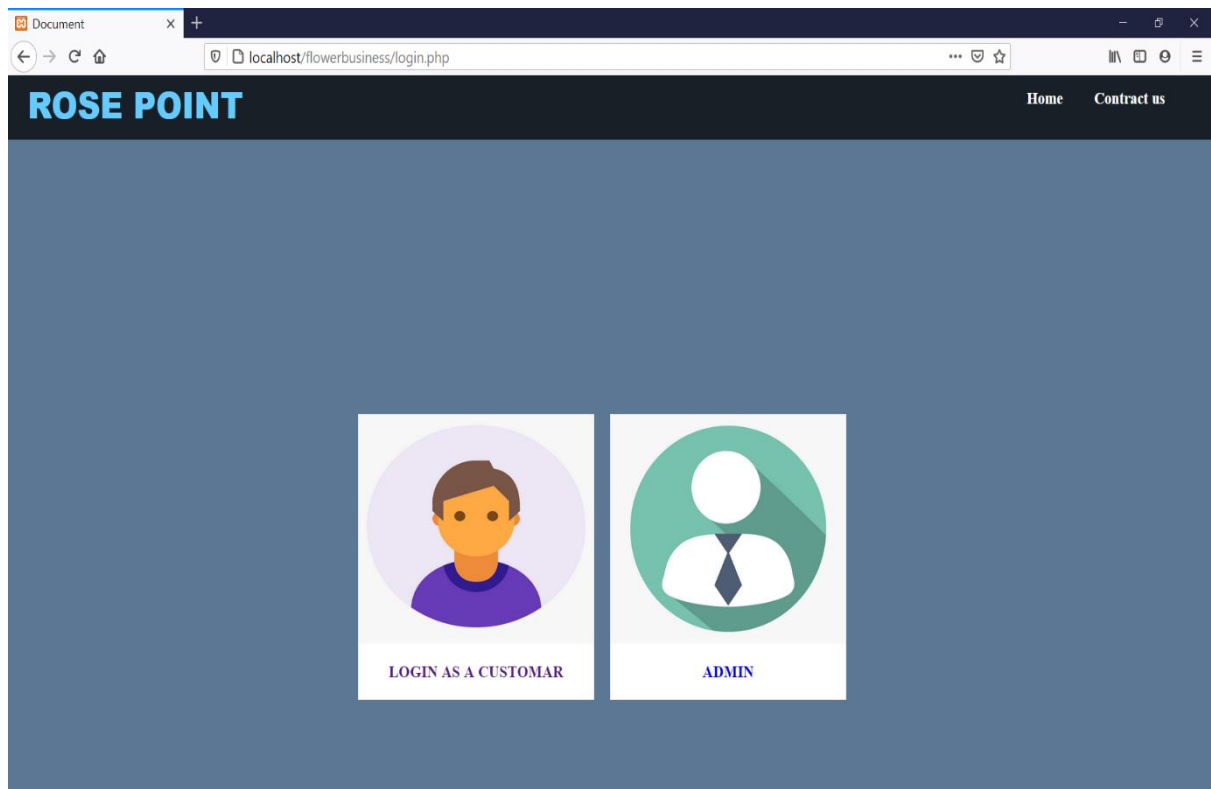 Document
localhost/flowerbusiness/login.php
ROSE POINT
Home Contract us
LOGIN AS A CUSTOMAR
ADMIN